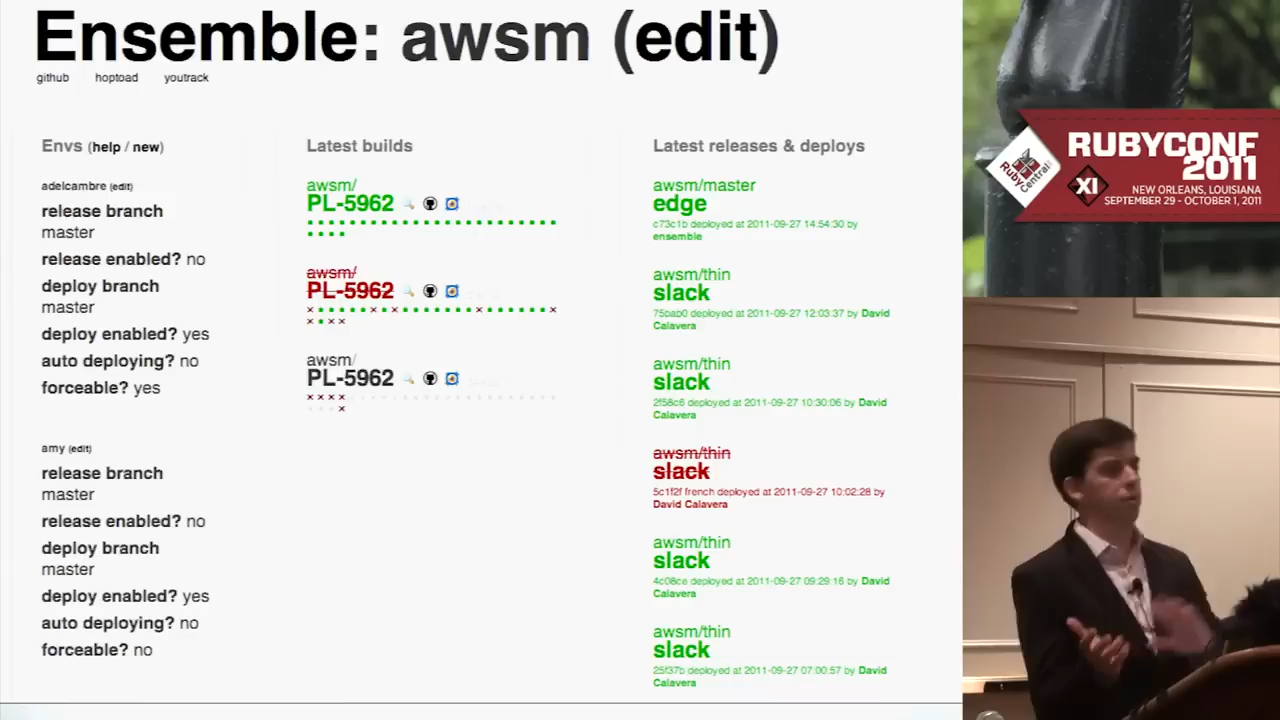 Ensemble: awsm (edit)
github hoptoad youtrack
Envs (help / new)
adelcambre (edit)
release branch
master
release enabled? no
deploy branch
master
deploy enabled? yes
auto deploying? no
forceable? yes
amy (edit)
release branch
master
release enabled? no
deploy branch
master
deploy enabled? yes
auto deploying? no
forceable? no
Latest builds
awsm/
PL-5962
awsm/
PL-5962
awsm/
PL-5962
Latest releases & deploys
awsm/master
edge
c73c1b deployed at 2011-09-27 14:54:30 by
ensemble
awsm/thin
slack
75bab0 deployed at 2011-09-27 12:03:37 by David
Calavera
awsm/thin
slack
2f58c6 deployed at 2011-09-27 10:30:06 by David
Calavera
awsm/thin
slack
5c1f2f french deployed at 2011-09-27 10:02:28 by
David Calavera
awsm/thin
slack
4c08ce deployed at 2011-09-27 09:29:16 by David
Calavera
awsm/thin
slack
25f37b deployed at 2011-09-27 07:00:57 by David
Calavera
RubyCentral
XI
RUBYCONF
2011
NEW ORLEANS, LOUISIANA
SEPTEMBER 29 - OCTOBER 1, 2011